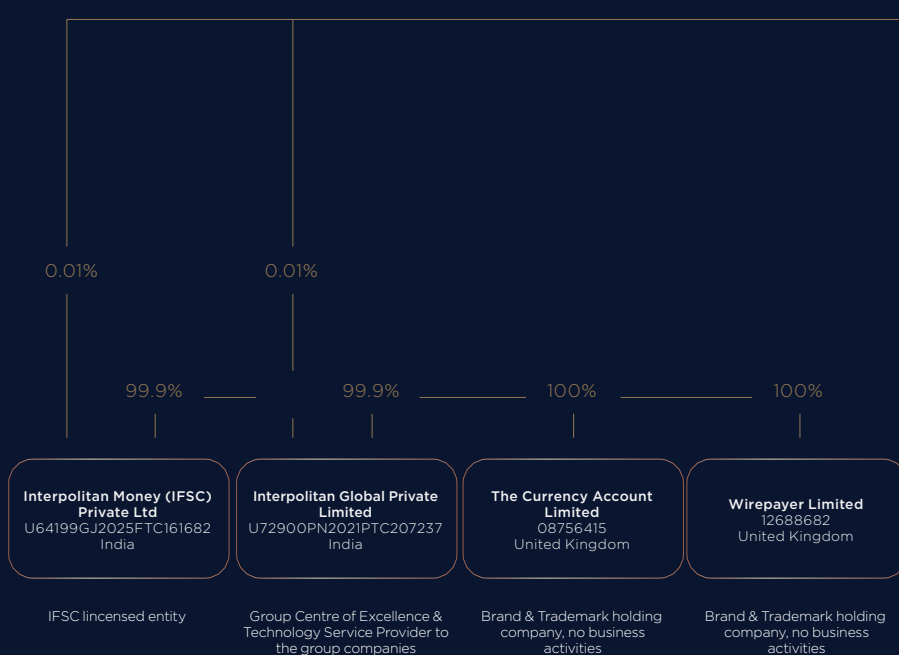 0.01%
0.01%
99.9%
99.9%
100%
100%
Interpolitan Money (IFSC)
Private Ltd
U64199GJ2025FTC161682
India
Interpolitan Global Private
Limited
U72900PN2021PTC207237
India
The Currency Account
Limited
08756415
United Kingdom
Wirepayer Limited
12688682
United Kingdom
IFSC lincensed entity
Group Centre of Excellence &
Technology Service Provider to
the group companies
Brand & Trademark holding
company, no business
activities
Brand & Trademark holding
company, no business
activities